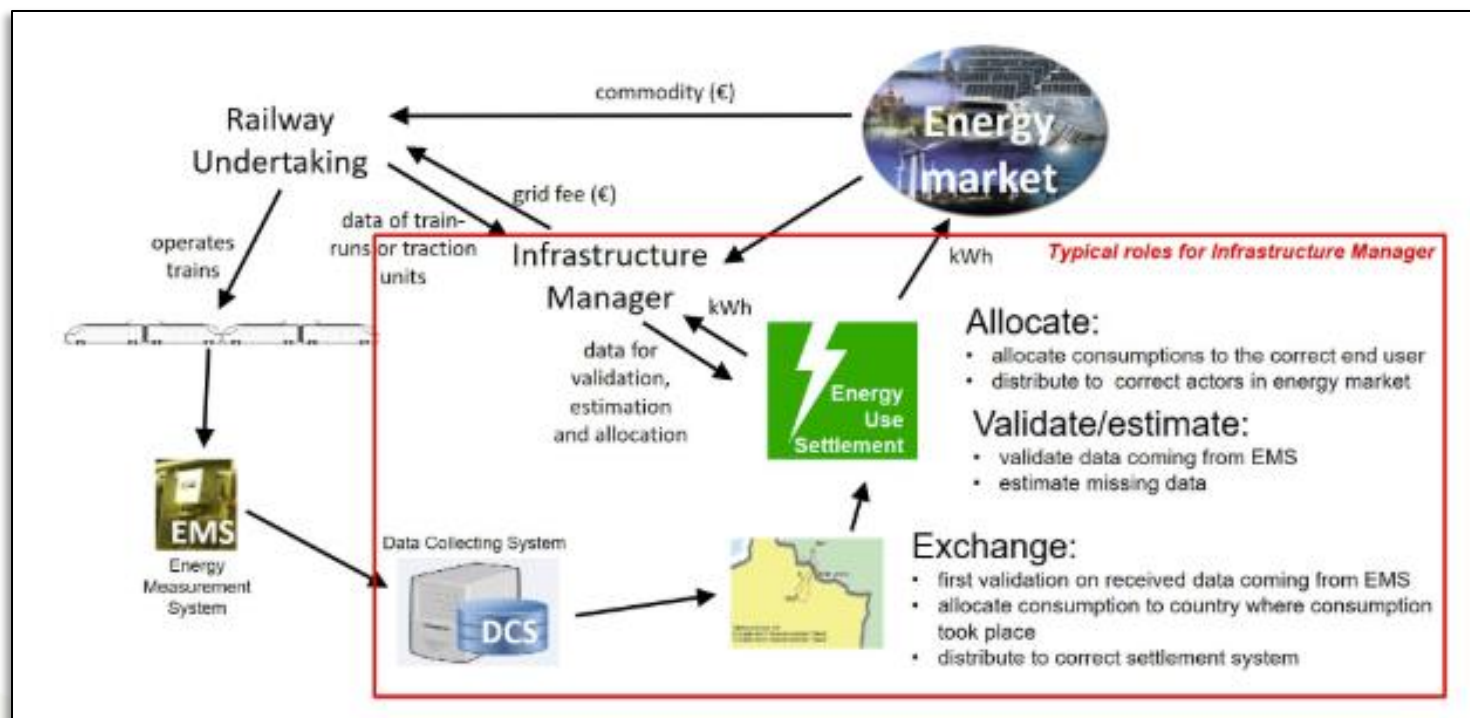 commodity (€)
Railway
Undertaking
Energy
market
grid fee (€)
data of train-
runs or traction
units
operates
trains
Infrastructure
Manager
kWh
Typical roles for Infrastructure Manager
kWh
data for
validation,
estimation
and allocation
Energy
Use
Settlement
Allocate:
• allocate consumptions to the correct end user
• distribute to correct actors in energy market
Validate/estimate:
• validate data coming from EMS
• estimate missing data
EMS
Energy
Measurement
System
Data Collecting System
DCS
Exchange:
• first validation on received data coming from EMS
• allocate consumption to country where consumption
took place
• distribute to correct settlement system